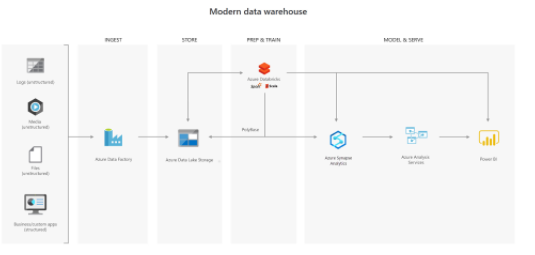 Modern data warehouse
INGEST
STORE
PREP & TRAIN
MODEL & SERVE
Logs (unstructured)
Media
(unstructured)
Files
(unstructured)
Business/custom apps
(structured)
Azure Data Factory
Azure Data Lake Storage
Azure Databricks
Spark
PolyBase
Azure Synapse
Analytics
Azure Analysis
Services
Power BI